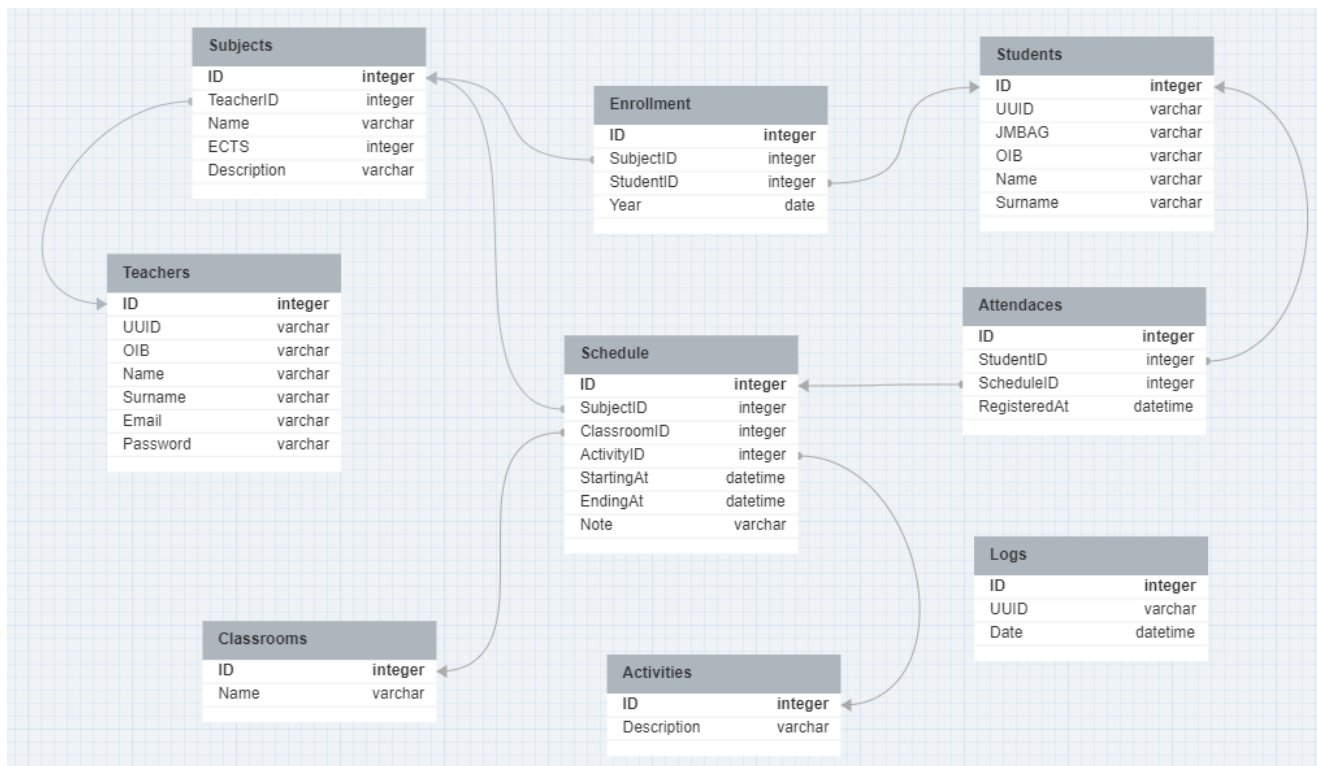 Subjects
ID integer
TeacherID integer
Name varchar
ECTS integer
Description varchar
Enrollment
ID integer
SubjectID integer
StudentID integer
Year date
Students
ID integer
UUID varchar
JMBAG varchar
OIB varchar
Name varchar
Surname varchar
Teachers
ID integer
UUID varchar
OIB varchar
Name varchar
Surname varchar
Email varchar
Password varchar
Schedule
ID integer
SubjectID integer
ClassroomID integer
ActivityID integer
StartingAt datetime
EndingAt datetime
Note varchar
Attendaces
ID integer
StudentID integer
ScheduleID integer
RegisteredAt datetime
Logs
ID integer
UUID varchar
Date datetime
Classrooms
ID integer
Name varchar
Activities
ID integer
Description varchar